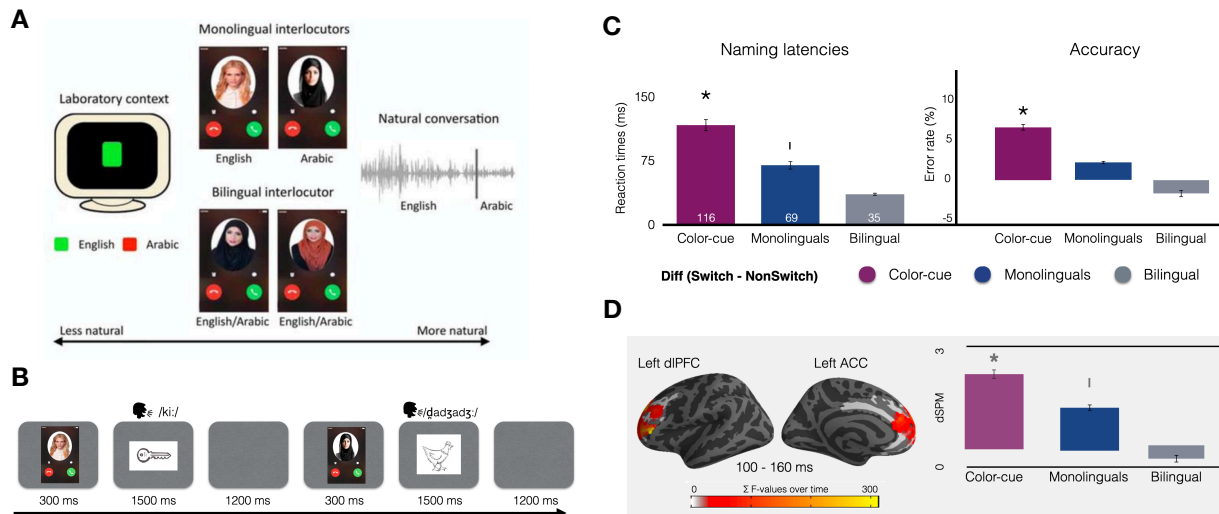 A
Monolingual interlocutors
Laboratory context
English
Arabic
Natural conversation
English
Arabic
Bilingual interlocutor
English
Arabic
English/Arabic
English/Arabic
Less natural
More natural
B
/ki:/
/d̪adʒadʒ:/
300 ms
1500 ms
1200 ms
300 ms
1500 ms
1200 ms
C
Naming latencies
Reaction times (ms)
150
75
0
*
116
69
35
Color-cue
Monolinguals
Bilingual
Accuracy
Error rate (%)
10
5
0
-5
*
Color-cue
Monolinguals
Bilingual
Diff (Switch - NonSwitch)
Color-cue
Monolinguals
Bilingual
D
Left dlPFC
Left ACC
100 - 160 ms
0
Σ F-values over time
300
dSPM
3
0
*
Color-cue
Monolinguals
Bilingual